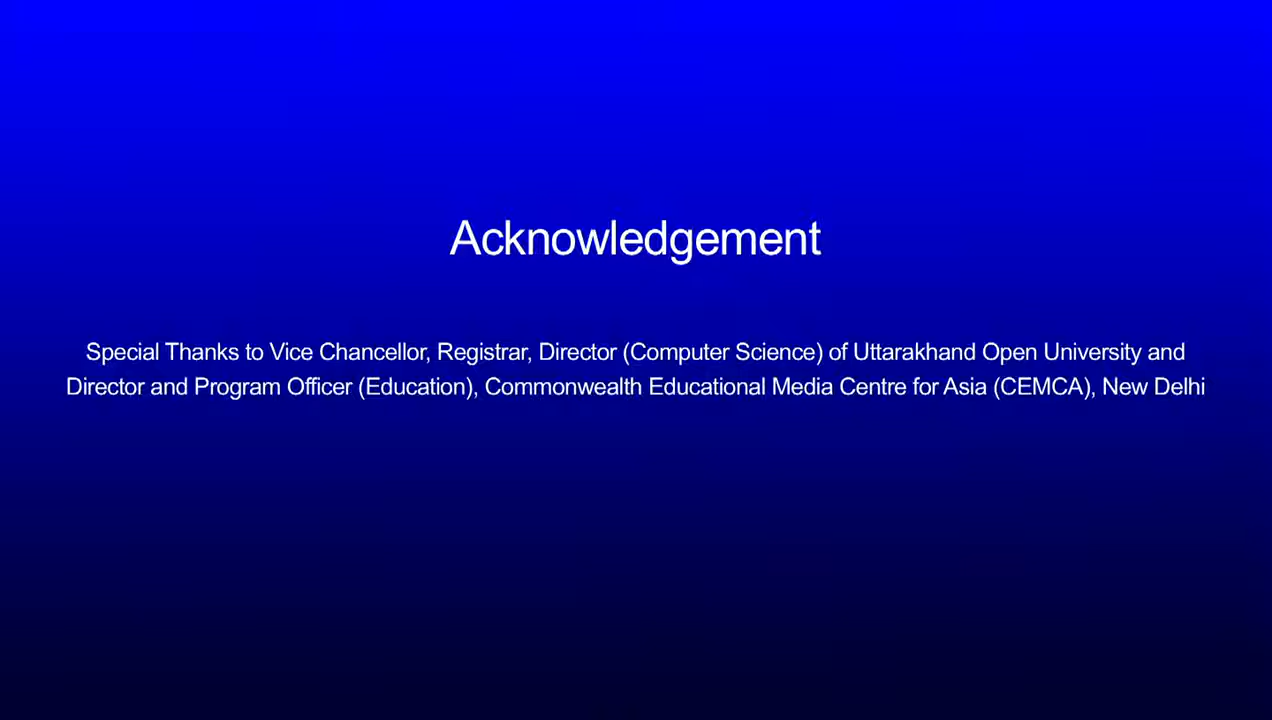 Acknowledgement
Special Thanks to Vice Chancellor, Registrar, Director (Computer Science) of Uttarakhand Open University and
Director and Program Officer (Education), Commonwealth Educational Media Centre for Asia (CEMCA), New Delhi